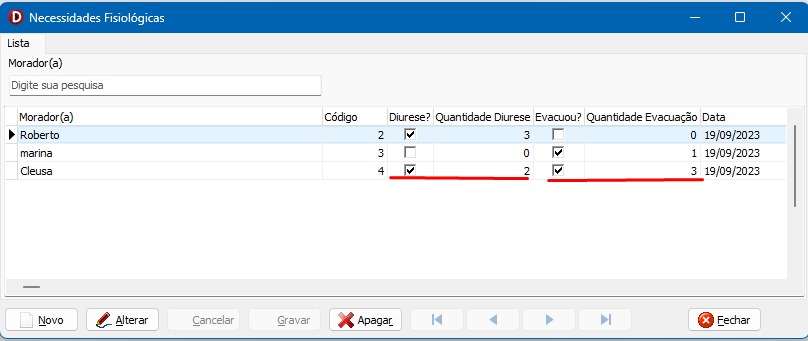 D Necessidades Fisiológicas
Lista
Morador(a)
Digite sua pesquisa
Morador(a) Código Diurese? Quantidade Diurese Evacuou? Quantidade Evacuação Data
Roberto 2 3 0 19/09/2023
marina 3 0 1 19/09/2023
Cleusa 4 2 3 19/09/2023
Novo Alterar Cancelar Gravar Apagar Fechar